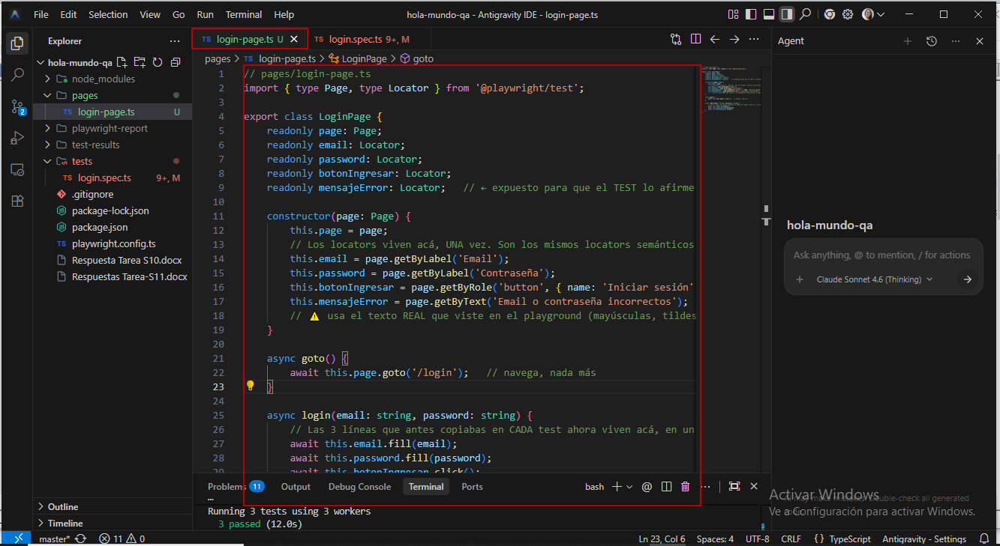 File Edit Selection View Go Run Terminal Help
hola-mundo-qa - Antigravity IDE - login-page.ts
Explorer
hola-mundo-qa
node_modules
pages
TS login-page.ts U
playwright-report
test-results
tests
TS login.spec.ts 9+, M
.gitignore
package-lock.json
package.json
TS playwright.config.ts
Respuesta Tarea S10.docx
Respuestas Tarea-S11.docx
Outline
Timeline
TS login-page.ts U
TS login.spec.ts 9+, M
pages > TS login-page.ts > LoginPage > goto
1 // pages/login-page.ts
2 import { type Page, type Locator } from '@playwright/test';
3
4 export class LoginPage {
5 readonly page: Page;
6 readonly email: Locator;
7 readonly password: Locator;
8 readonly botonIngresar: Locator;
9 readonly mensajeError: Locator; // ← expuesto para que el TEST lo afirme
10
11 constructor(page: Page) {
12 this.page = page;
13 // Los locators viven acá, UNA vez. Son los mismos locators semánticos
14 this.email = page.getByLabel('Email');
15 this.password = page.getByLabel('Contraseña');
16 this.botonIngresar = page.getByRole('button', { name: 'Iniciar sesión'
17 this.mensajeError = page.getByText('Email o contraseña incorrectos');
18 // ⚠ usa el texto REAL que viste en el playground (mayúsculas, tildes
19 }
20
21 async goto() {
22 await this.page.goto('/login'); // navega, nada más
23 }
24
25 async login(email: string, password: string) {
26 // Las 3 líneas que antes copiabas en CADA test ahora viven acá, en un
27 await this.email.fill(email);
28 await this.password.fill(password);
29 await this.botonIngresar.click();
Problems 11 Output Debug Console Terminal Ports
bash
Running 3 tests using 3 workers
3 passed (12.0s)
Agent
hola-mundo-qa
Ask anything, @ to mention, / for actions
Claude Sonnet 4.6 (Thinking)
Double-check all generated
Activar Windows
Ve a Configuración para activar Windows.
master* 11 0
Ln 23, Col 6 Spaces: 4 UTF-8 CRLF {} TypeScript Antigravity - Settings